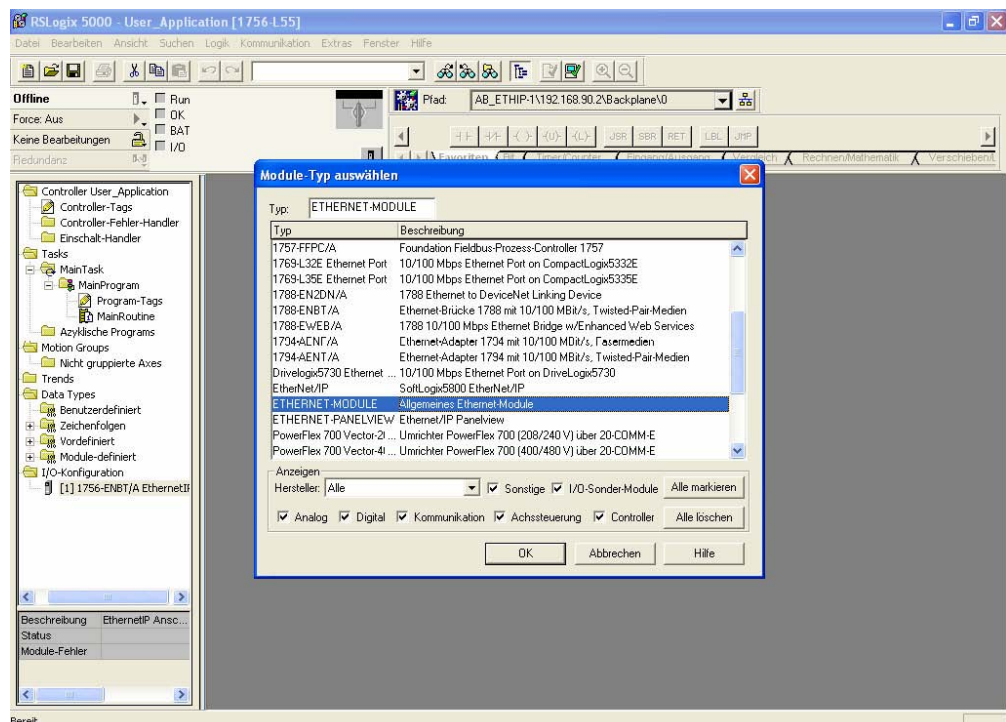 RSLogix 5000 - User_Application [1756-L55]
Datei Bearbeiten Ansicht Suchen Logik Kommunikation Extras Fenster Hilfe
Offline
Run
Pfad: AB_ETHIP-1\192.168.90.2\Backplane\0
Force: Aus
OK
BAT
Keine Bearbeitungen
I/O
JSR SBR RET LBL JMP
Redundanz
Favoriten Bit Timer/Counter Eingang/Ausgang Vergleich Rechnen/Mathematik Verschieben/L
Controller User_Application
Controller-Tags
Controller-Fehler-Handler
Einschalt-Handler
Tasks
MainTask
MainProgram
Program-Tags
MainRoutine
Azyklische Programs
Motion Groups
Nicht gruppierte Axes
Trends
Data Types
Benutzerdefiniert
Zeichenfolgen
Vordefiniert
Module-definiert
I/O-Konfiguration
[1] 1756-ENBT/A EthernetIF
Beschreibung EthernetIP Ansc...
Status
Module-Fehler
Bereit
Module-Typ auswählen
Typ: ETHERNET-MODULE
Typ Beschreibung
1757-FFPC/A Foundation Fieldbus-Prozess-Controller 1757
1769-L32E Ethernet Port 10/100 Mbps Ethernet Port on CompactLogix5332E
1769-L35E Ethernet Port 10/100 Mbps Ethernet Port on CompactLogix5335E
1788-EN2DN/A 1788 Ethernet to DeviceNet Linking Device
1788-ENBT/A Ethernet-Brücke 1788 mit 10/100 MBit/s, Twisted-Pair-Medien
1788-EWEB/A 1788 10/100 Mbps Ethernet Bridge w/Enhanced Web Services
1794-AENF/A Ethernet-Adapter 1794 mit 10/100 MBit/s, Fasermedien
1794-AENT/A Ethernet-Adapter 1794 mit 10/100 MBit/s, Twisted-Pair-Medien
Drivelogix5730 Ethernet ... 10/100 Mbps Ethernet Port on DriveLogix5730
EtherNet/IP SoftLogix5800 EtherNet/IP
ETHERNET-MODULE Allgemeines Ethernet-Module
ETHERNET-PANELVIEW Ethernet/IP Panelview
PowerFlex 700 Vector-2( ... Umrichter PowerFlex 700 (208/240 V) über 20-COMM-E
PowerFlex 700 Vector-4( ... Umrichter PowerFlex 700 (400/480 V) über 20-COMM-E
Anzeigen
Hersteller: Alle Sonstige I/O-Sonder-Module Alle markieren
Analog Digital Kommunikation Achssteuerung Controller Alle löschen
OK Abbrechen Hilfe